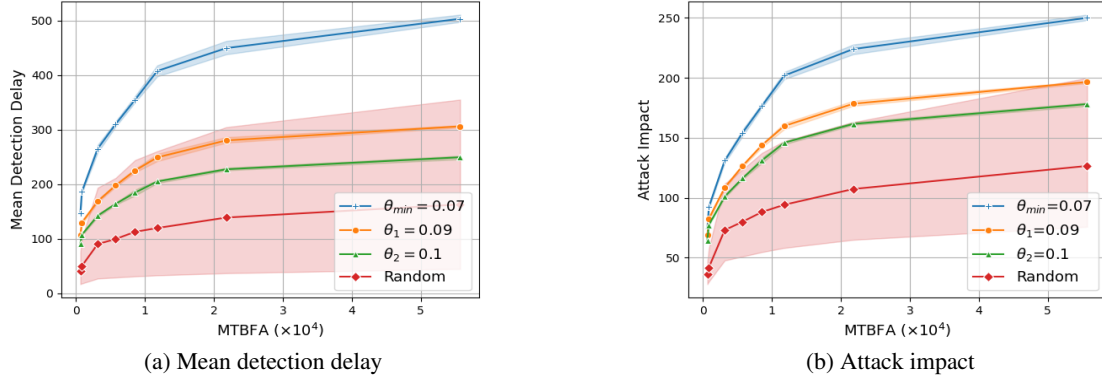 500
400
300
200
100
0
Mean Detection Delay
0
1
2
3
4
5
MTBFA (×10⁴)
θmin = 0.07
θ1 = 0.09
θ2 = 0.1
Random
(a) Mean detection delay
250
200
150
100
50
Attack Impact
0
1
2
3
4
5
MTBFA (×10⁴)
θmin = 0.07
θ1 = 0.09
θ2=0.1
Random
(b) Attack impact